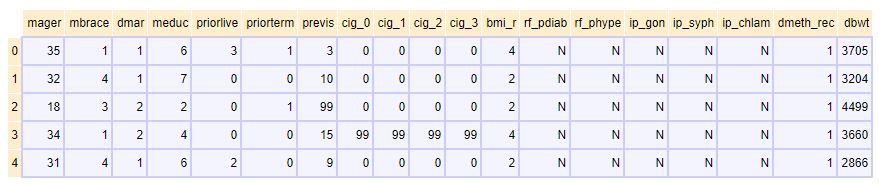 mager mbrace dmar meduc priorlive priorterm previs cig_0 cig_1 cig_2 cig_3 bmi_r rf_pdiab rf_phype ip_gon ip_syph ip_chlam dmeth_rec dbwt
0 35 1 1 6 3 1 3 0 0 0 0 4 N N N N N 1 3705
1 32 4 1 7 0 0 10 0 0 0 0 2 N N N N N 1 3204
2 18 3 2 2 0 1 99 0 0 0 0 2 N N N N N 1 4499
3 34 1 2 4 0 0 15 99 99 99 99 4 N N N N N 1 3660
4 31 4 1 6 2 0 9 0 0 0 0 2 N N N N N 1 2866